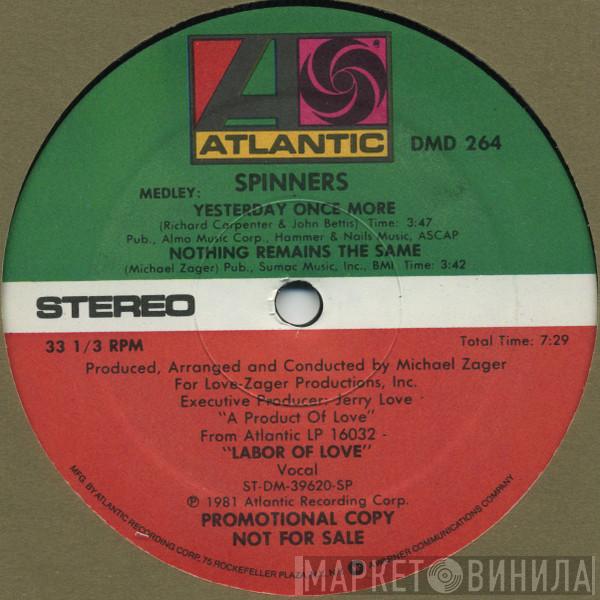 ATLANTIC
DMD 264
MEDLEY: SPINNERS
YESTERDAY ONCE MORE
(Richard Carpenter & John Bettis) Time: 3:47
Pub., Almo Music Corp., Hammer & Nails Music, ASCAP
NOTHING REMAINS THE SAME
(Michael Zager) Pub., Sumac Music, Inc., BMI Time: 3:42
STEREO
33 1/3 RPM
Total Time: 7:29
Produced, Arranged and Conducted by Michael Zager
For Love-Zager Productions, Inc.
Executive Producer: Jerry Love
"A Product Of Love"
From Atlantic LP 16032 -
"LABOR OF LOVE"
Vocal
ST-DM-39620-SP
℗ 1981 Atlantic Recording Corp.
PROMOTIONAL COPY
NOT FOR SALE
MFG. BY ATLANTIC RECORDING CORP., 75 ROCKEFELLER PLAZA, N.Y., N.Y. WARNER COMMUNICATIONS COMPANY
МАРКЕТ ВИНИЛА